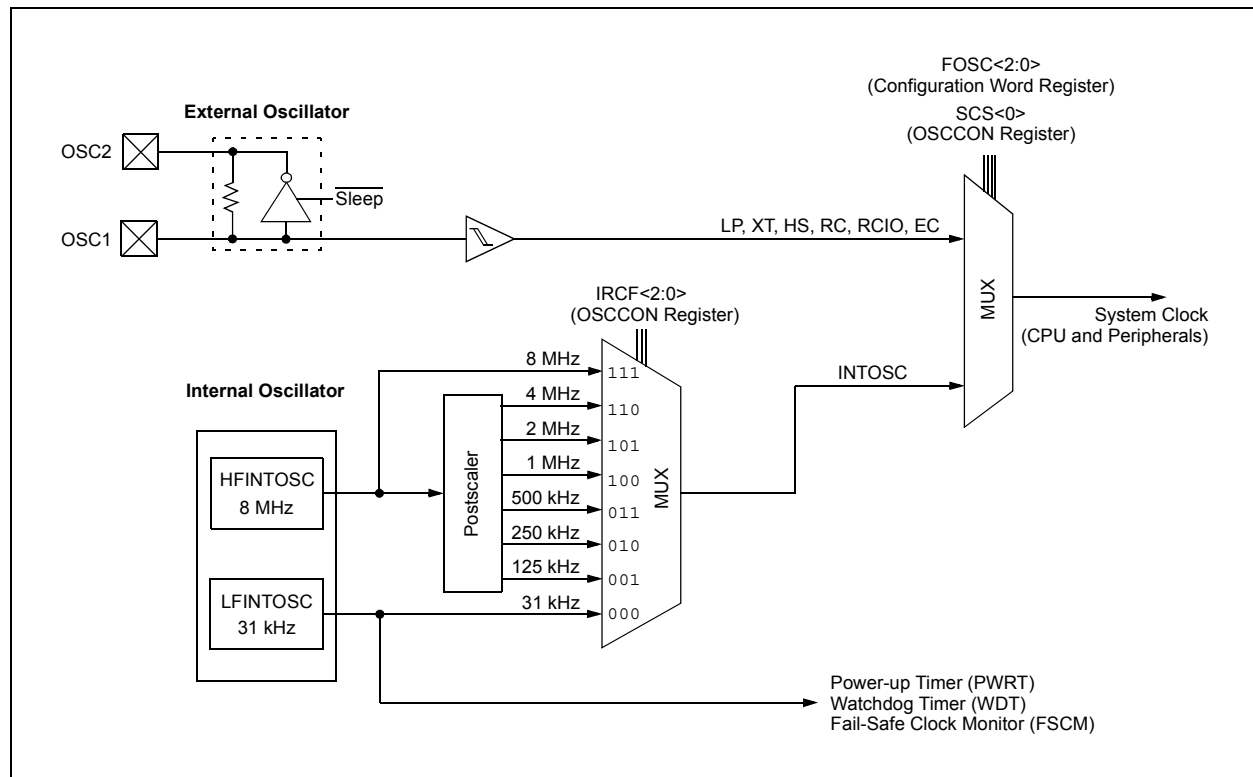 FOSC<2:0>
(Configuration Word Register)
SCS<0>
(OSCCON Register)
External Oscillator
OSC2
Sleep
OSC1
LP, XT, HS, RC, RCIO, EC
MUX
System Clock
(CPU and Peripherals)
IRCF<2:0>
(OSCCON Register)
Internal Oscillator
HFINTOSC
8 MHz
LFINTOSC
31 kHz
Postscaler
8 MHz
4 MHz
2 MHz
1 MHz
500 kHz
250 kHz
125 kHz
31 kHz
111
110
101
100
011
010
001
000
MUX
INTOSC
Power-up Timer (PWRT)
Watchdog Timer (WDT)
Fail-Safe Clock Monitor (FSCM)